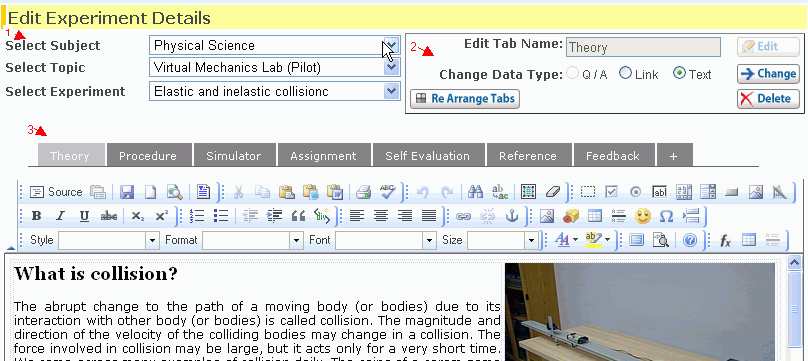 Edit Experiment Details
1
Select Subject Physical Science
Select Topic Virtual Mechanics Lab (Pilot)
Select Experiment Elastic and inelastic collisionc
2
Edit Tab Name: Theory Edit
Change Data Type: Q / A Link Text Change
Re Arrange Tabs Delete
3
Theory Procedure Simulator Assignment Self Evaluation Reference Feedback +
Source ABC
B I U abc X₂ X²
Style Format Font Size
What is collision?
The abrupt change to the path of a moving body (or bodies) due to its
interaction with other body (or bodies) is called collision. The magnitude and
direction of the velocity of the colliding bodies may change in a collision. The
force involved in collision may be large, but it acts only for a very short time.